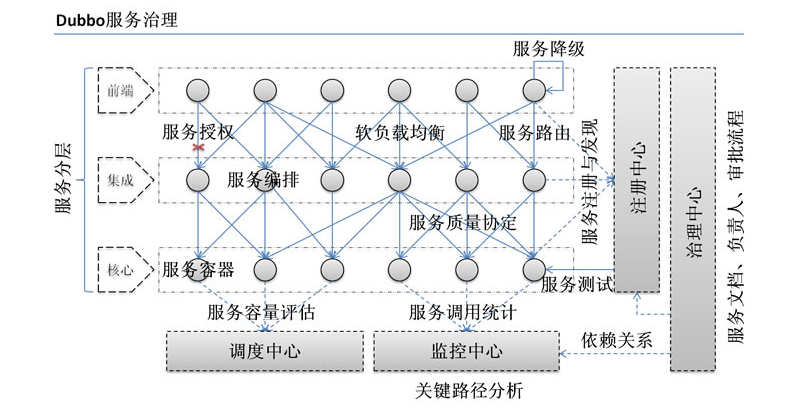 Dubbo服务治理
服务降级
前端
服务授权
软负载均衡
服务路由
服务分层
集成
服务编排
服务注册与发现
注册中心
治理中心
服务文档、负责人、审批流程
服务质量协定
核心
服务容器
服务测试
服务容量评估
服务调用统计
调度中心
监控中心
依赖关系
关键路径分析